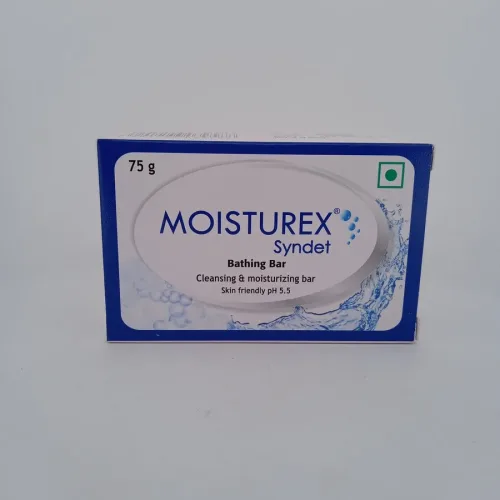 75 g
MOISTUREX®
Syndet
Bathing Bar
Cleansing & moisturizing bar
Skin friendly pH 5.5